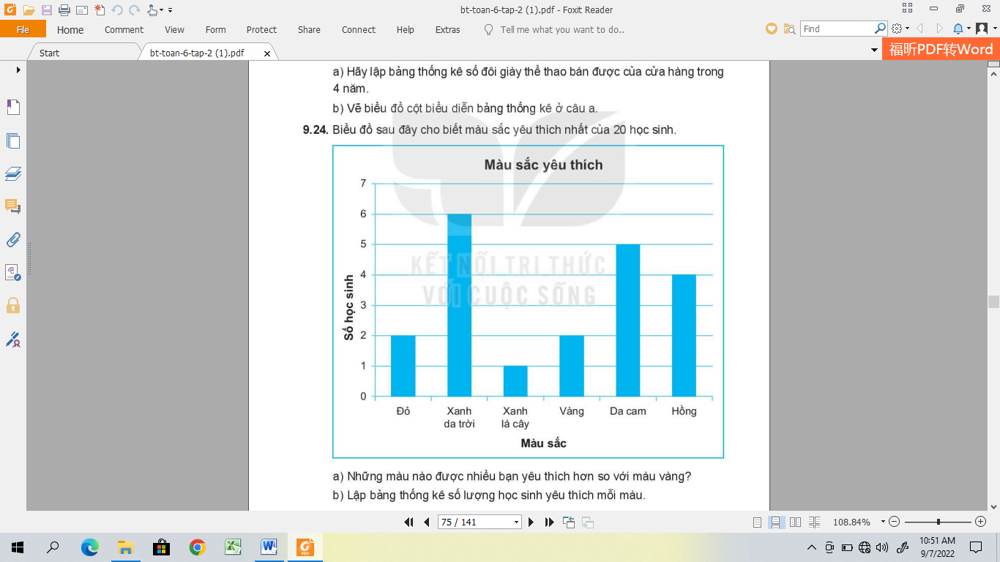 bt-toan-6-tap-2 (1).pdf - Foxit Reader
File Home Comment View Form Protect Share Connect Help Extras Tell me what you want to do.. Find
Start bt-toan-6-tap-2 (1).pdf x
福昕PDF转Word
a) Hãy lập bảng thống kê số đôi giày thể thao bán được của cửa hàng trong
4 năm.
b) Vẽ biểu đồ cột biểu diễn bảng thống kê ở câu a.
9.24. Biểu đồ sau đây cho biết màu sắc yêu thích nhất của 20 học sinh.
Màu sắc yêu thích
7
6
5
4
3
2
1
0
Số học sinh
KẾT NỐI TRI THỨC
VỚI CUỘC SỐNG
Đỏ Xanh da trời Xanh lá cây Vàng Da cam Hồng
Màu sắc
a) Những màu nào được nhiều bạn yêu thích hơn so với màu vàng?
b) Lập bảng thống kê số lượng học sinh yêu thích mỗi màu.
75 / 141 108.84%
10:51 AM
9/7/2022